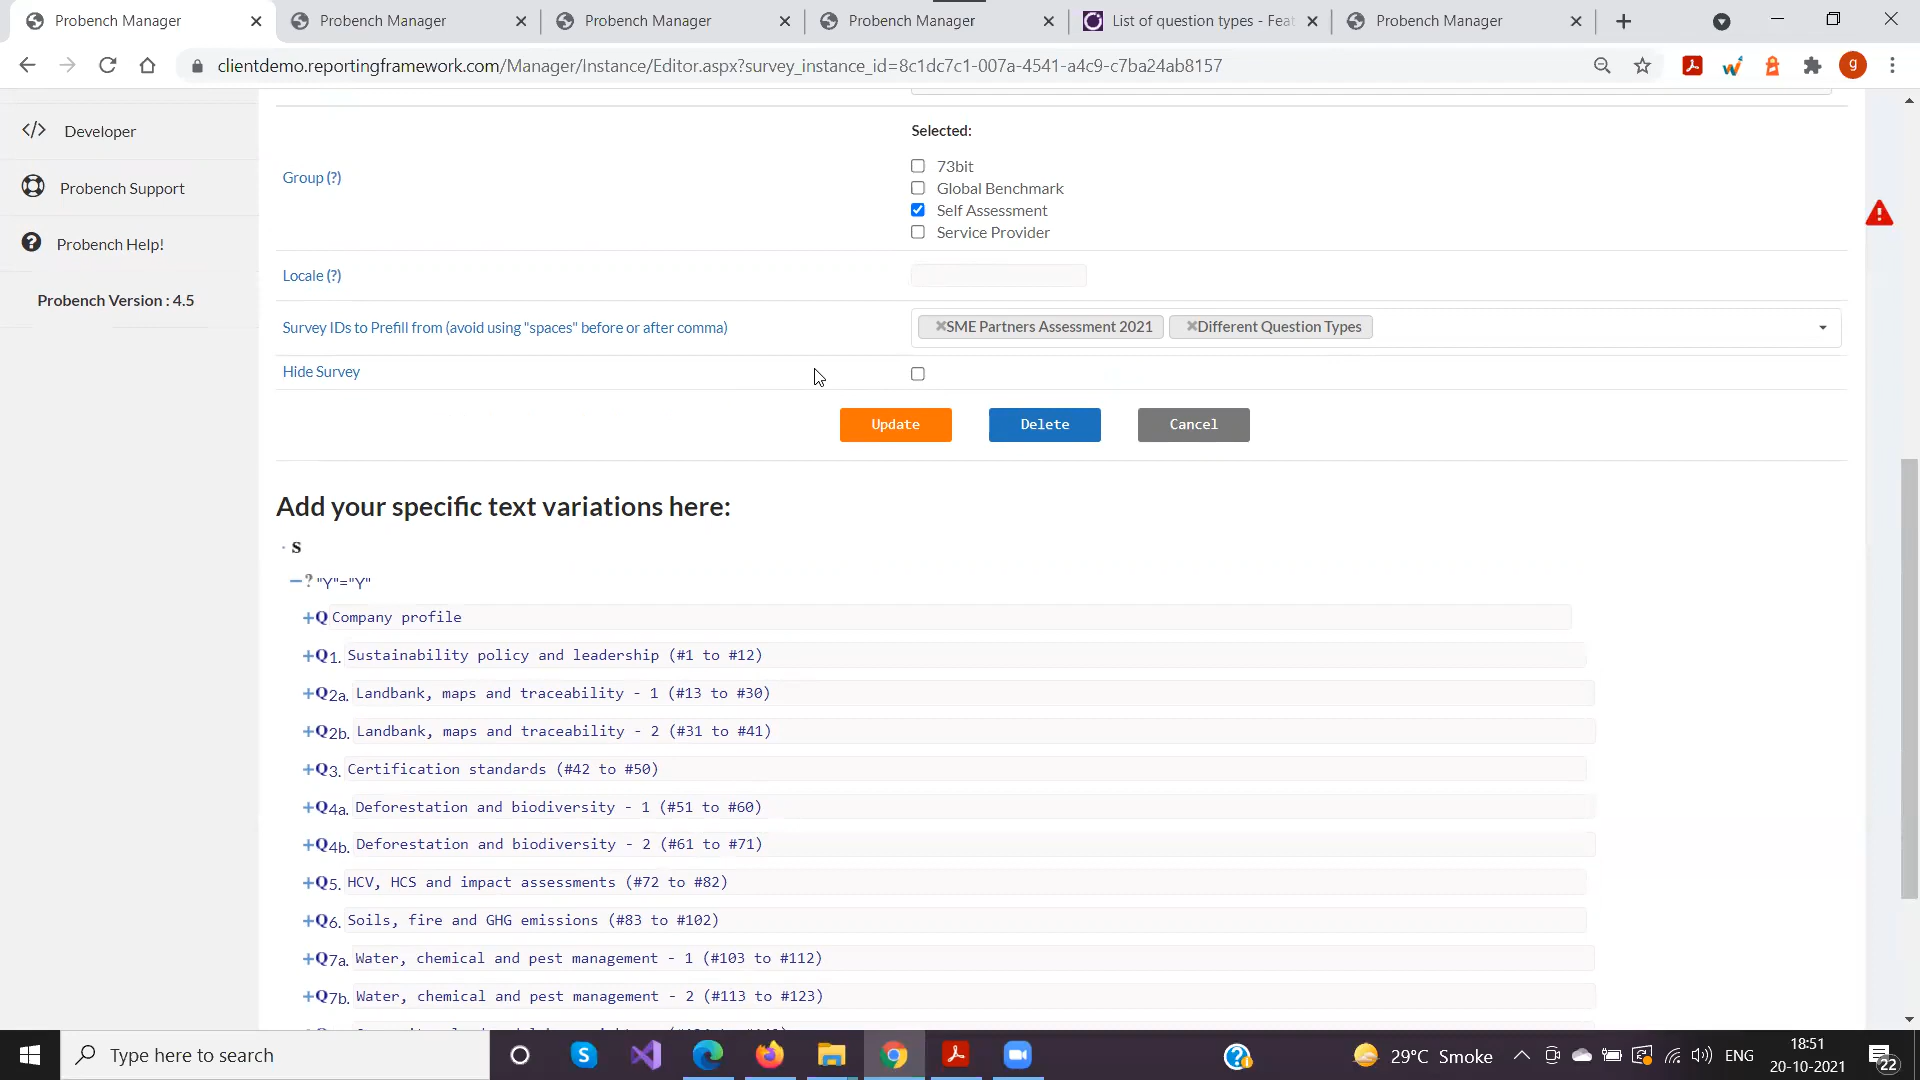 Probench Manager
Probench Manager
Probench Manager
Probench Manager
List of question types - Feat
Probench Manager
clientdemo.reportingframework.com/Manager/Instance/Editor.aspx?survey_instance_id=8c1dc7c1-007a-4541-a4c9-c7ba24ab8157
g
Developer
Probench Support
Probench Help!
Probench Version : 4.5
Selected:
Group (?)
73bit
Global Benchmark
Self Assessment
Service Provider
Locale (?)
Survey IDs to Prefill from (avoid using "spaces" before or after comma)
SME Partners Assessment 2021
Different Question Types
Hide Survey
Update
Delete
Cancel
Add your specific text variations here:
S
? "Y"="Y"
+Q Company profile
+Q1. Sustainability policy and leadership (#1 to #12)
+Q2a. Landbank, maps and traceability - 1 (#13 to #30)
+Q2b. Landbank, maps and traceability - 2 (#31 to #41)
+Q3. Certification standards (#42 to #50)
+Q4a. Deforestation and biodiversity - 1 (#51 to #60)
+Q4b. Deforestation and biodiversity - 2 (#61 to #71)
+Q5. HCV, HCS and impact assessments (#72 to #82)
+Q6. Soils, fire and GHG emissions (#83 to #102)
+Q7a. Water, chemical and pest management - 1 (#103 to #112)
+Q7b. Water, chemical and pest management - 2 (#113 to #123)
Type here to search
29°C Smoke
ENG
18:51
20-10-2021
22